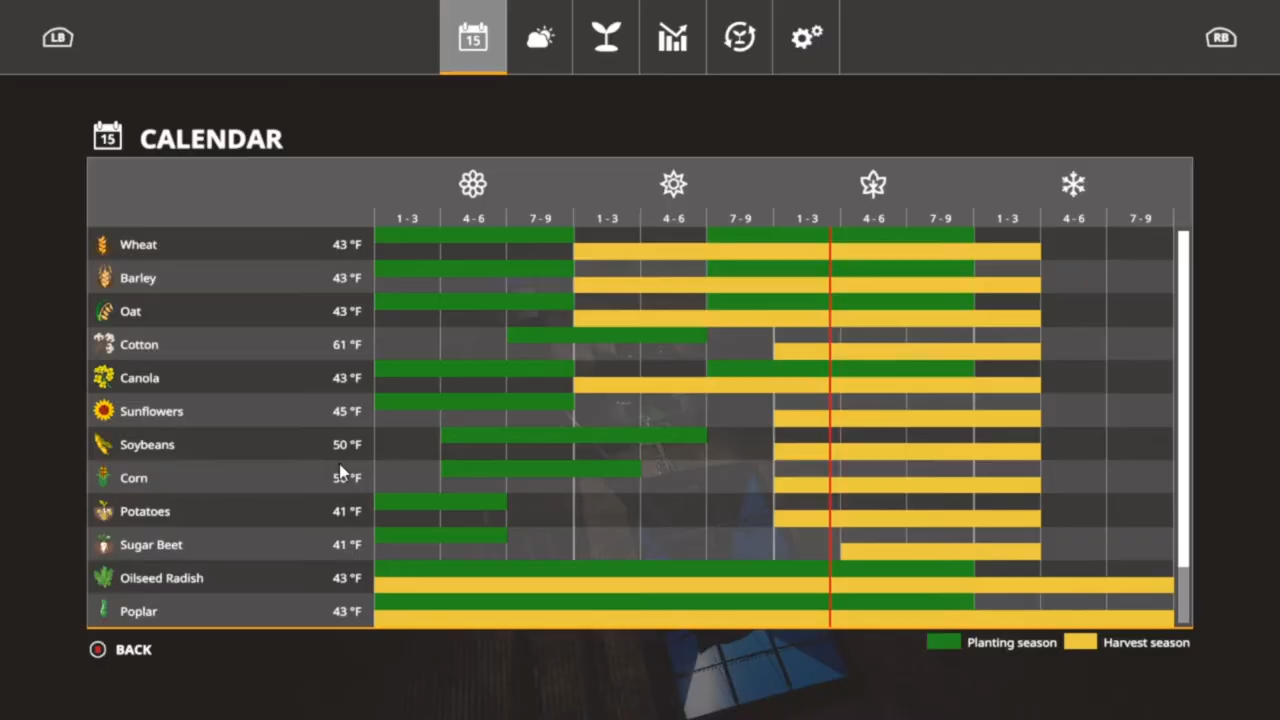 LB
15
RB
15 CALENDAR
1 - 3 4 - 6 7 - 9 1 - 3 4 - 6 7 - 9 1 - 3 4 - 6 7 - 9 1 - 3 4 - 6 7 - 9
Wheat 43 °F
Barley 43 °F
Oat 43 °F
Cotton 61 °F
Canola 43 °F
Sunflowers 45 °F
Soybeans 50 °F
Corn °F
Potatoes 41 °F
Sugar Beet 41 °F
Oilseed Radish 43 °F
Poplar 43 °F
BACK
Planting season Harvest season